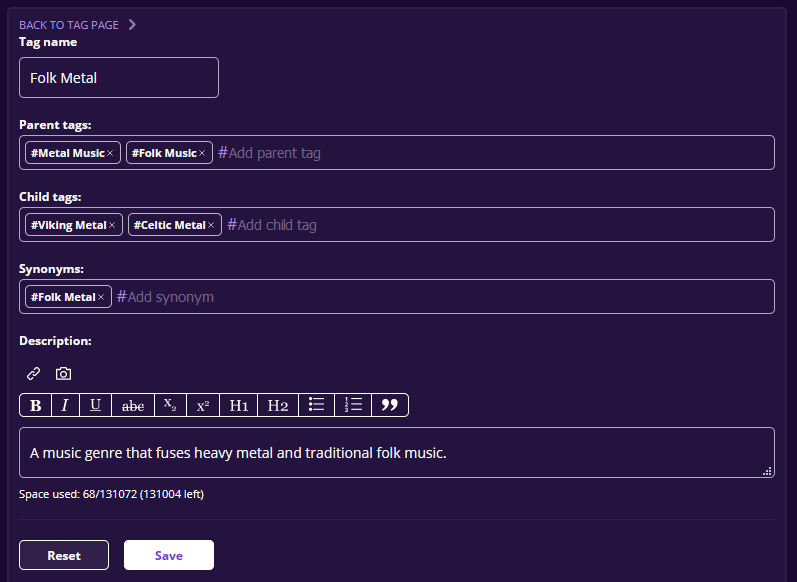 BACK TO TAG PAGE
Tag name
Folk Metal
Parent tags:
#Metal Music× #Folk Music× #Add parent tag
Child tags:
#Viking Metal× #Celtic Metal× #Add child tag
Synonyms:
#Folk Metal× #Add synonym
Description:
B I U abc X₂ x² H1 H2
A music genre that fuses heavy metal and traditional folk music.
Space used: 68/131072 (131004 left)
Reset Save